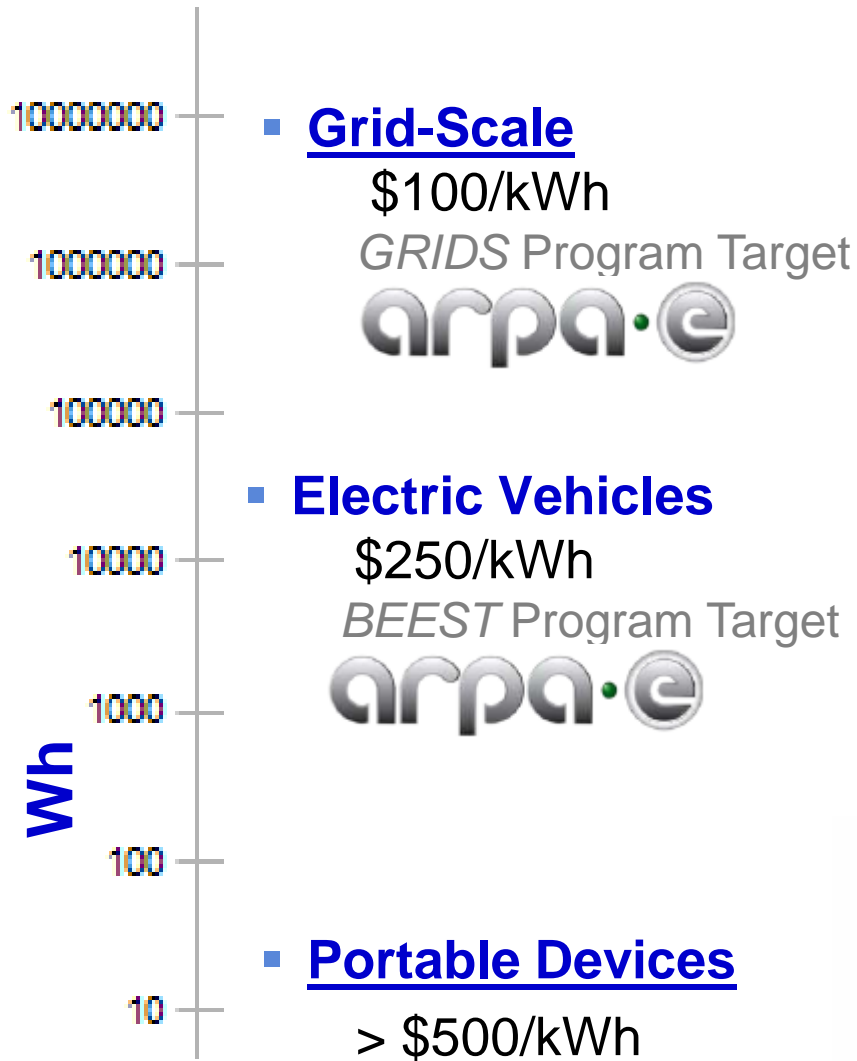 10000000
Grid-Scale
$100/kWh
GRIDS Program Target
1000000
arpa·e
100000
Electric Vehicles
10000
$250/kWh
BEEST Program Target
arpa·e
1000
Wh
100
Portable Devices
10
> $500/kWh